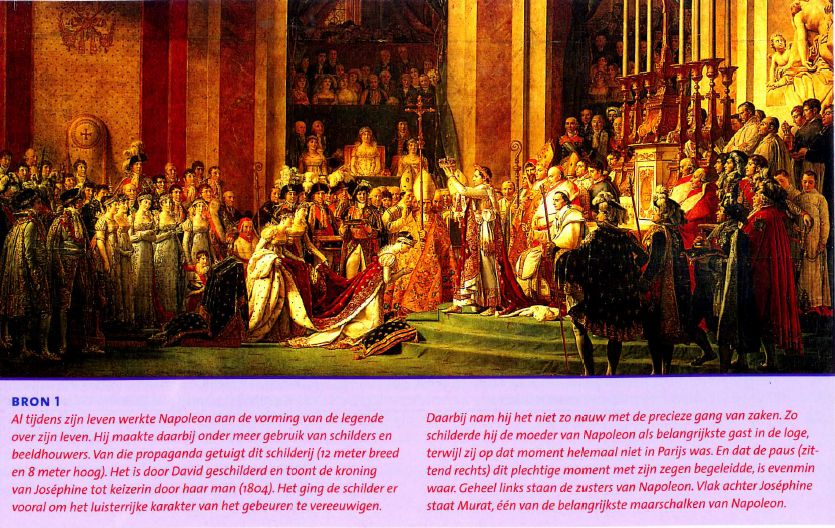 BRON 1
Al tijdens zijn leven werkte Napoleon aan de vorming van de legende
over zijn leven. Hij maakte daarbij onder meer gebruik van schilders en
beeldhouwers. Van die propaganda getuigt dit schilderij (12 meter breed
en 8 meter hoog). Het is door David geschilderd en toont de kroning
van Joséphine tot keizerin door haar man (1804). Het ging de schilder er
vooral om het luisterrijke karakter van het gebeuren te vereeuwigen.
Daarbij nam hij het niet zo nauw met de precieze gang van zaken. Zo
schilderde hij de moeder van Napoleon als belangrijkste gast in de loge,
terwijl zij op dat moment helemaal niet in Parijs was. En dat de paus (zit-
tend rechts) dit plechtige moment met zijn zegen begeleidde, is evenmin
waar. Geheel links staan de zusters van Napoleon. Vlak achter Joséphine
staat Murat, één van de belangrijkste maarschalken van Napoleon.